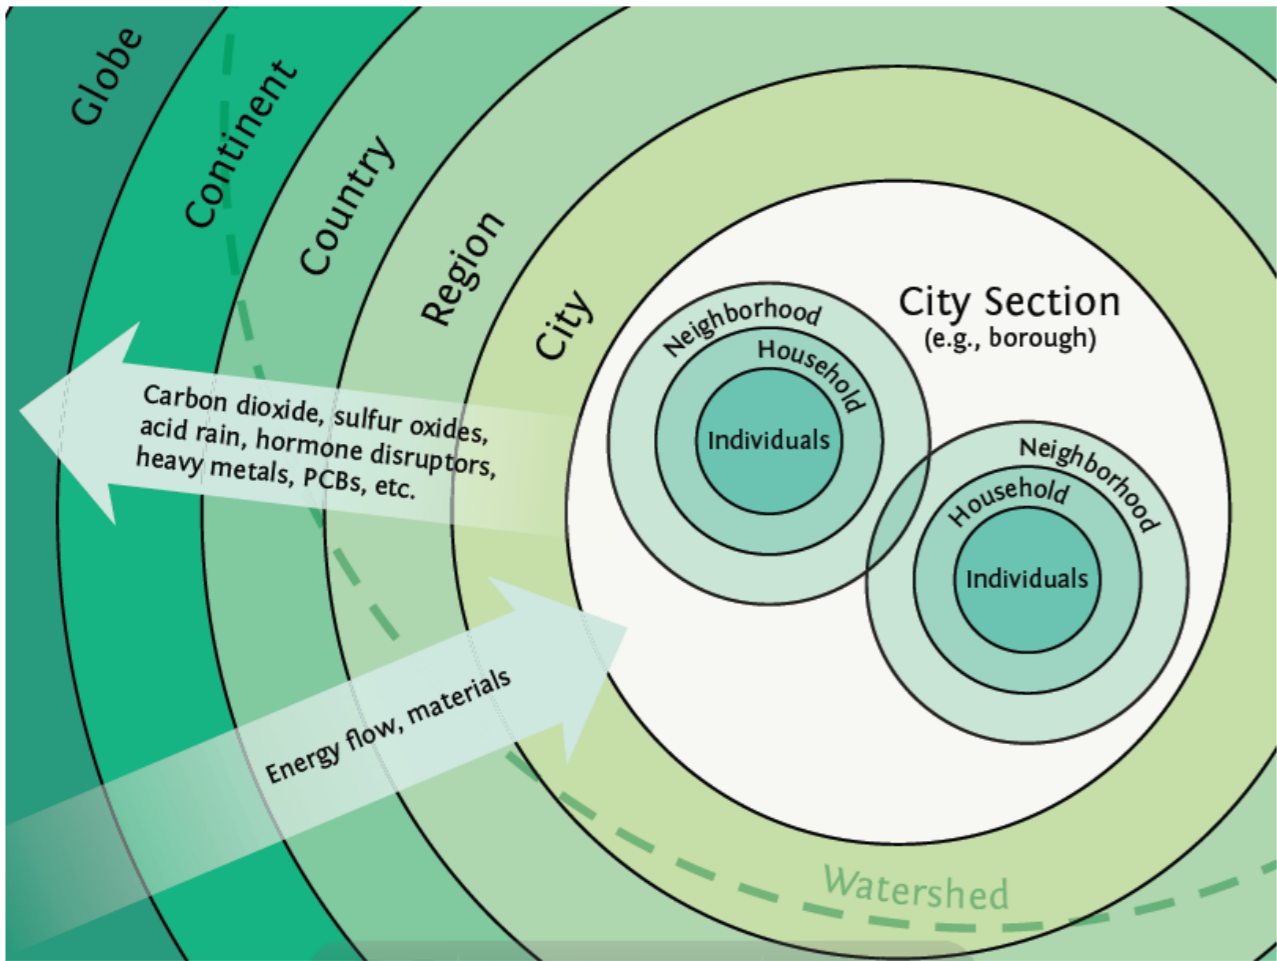 Globe
Continent
Country
Region
City
City Section
(e.g., borough)
Neighborhood
Household
Individuals
Neighborhood
Household
Individuals
Carbon dioxide, sulfur oxides,
acid rain, hormone disruptors,
heavy metals, PCBs, etc.
Energy flow, materials
Watershed